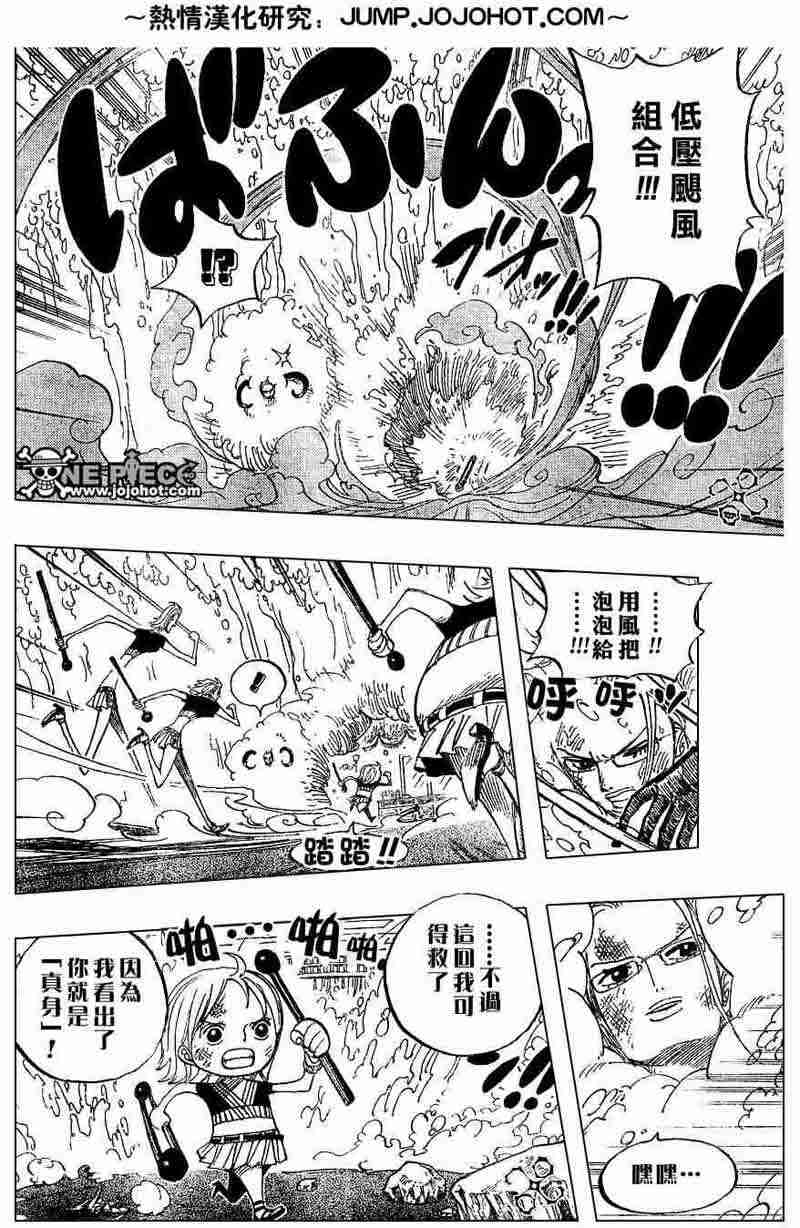 ～熱情漢化研究：JUMP.JOJOHOT.COM～
低壓颶風
組合!!!
ばふんっ
!!!
ブメッ!!!
!?
ONE PIECE
www.jojohot.com
用風把!!
……泡泡給
……!!!
呼 呼
!
踏踏!!
嘿嘿…
……不過
這回我可
得救了
啪…啪 啪
!!!
因為
我看出了
你就是
「真身」！